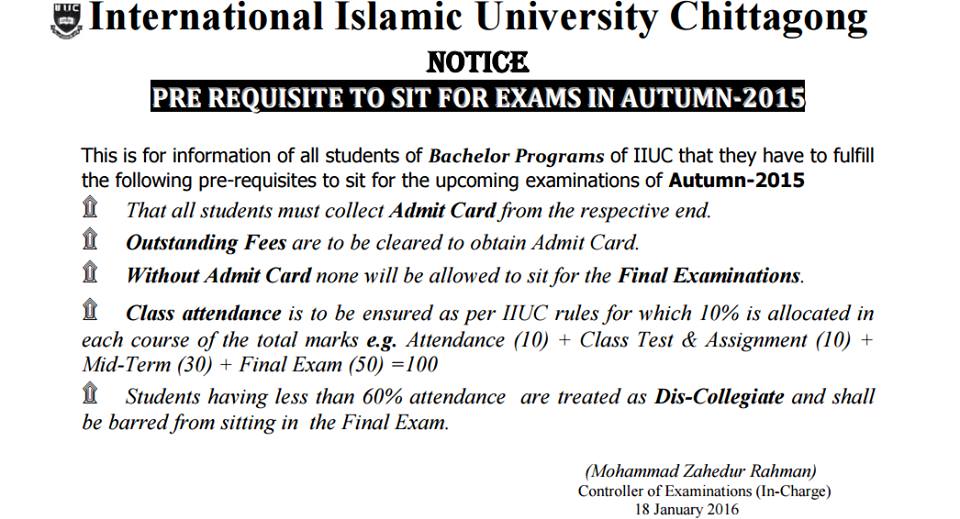 IIUC
International Islamic University Chittagong
NOTICE
PRE REQUISITE TO SIT FOR EXAMS IN AUTUMN-2015
This is for information of all students of Bachelor Programs of IIUC that they have to fulfill
the following pre-requisites to sit for the upcoming examinations of Autumn-2015
⇧ That all students must collect Admit Card from the respective end.
⇧ Outstanding Fees are to be cleared to obtain Admit Card.
⇧ Without Admit Card none will be allowed to sit for the Final Examinations.
⇧ Class attendance is to be ensured as per IIUC rules for which 10% is allocated in
each course of the total marks e.g. Attendance (10) + Class Test & Assignment (10) +
Mid-Term (30) + Final Exam (50) =100
⇧ Students having less than 60% attendance are treated as Dis-Collegiate and shall
be barred from sitting in the Final Exam.
(Mohammad Zahedur Rahman)
Controller of Examinations (In-Charge)
18 January 2016